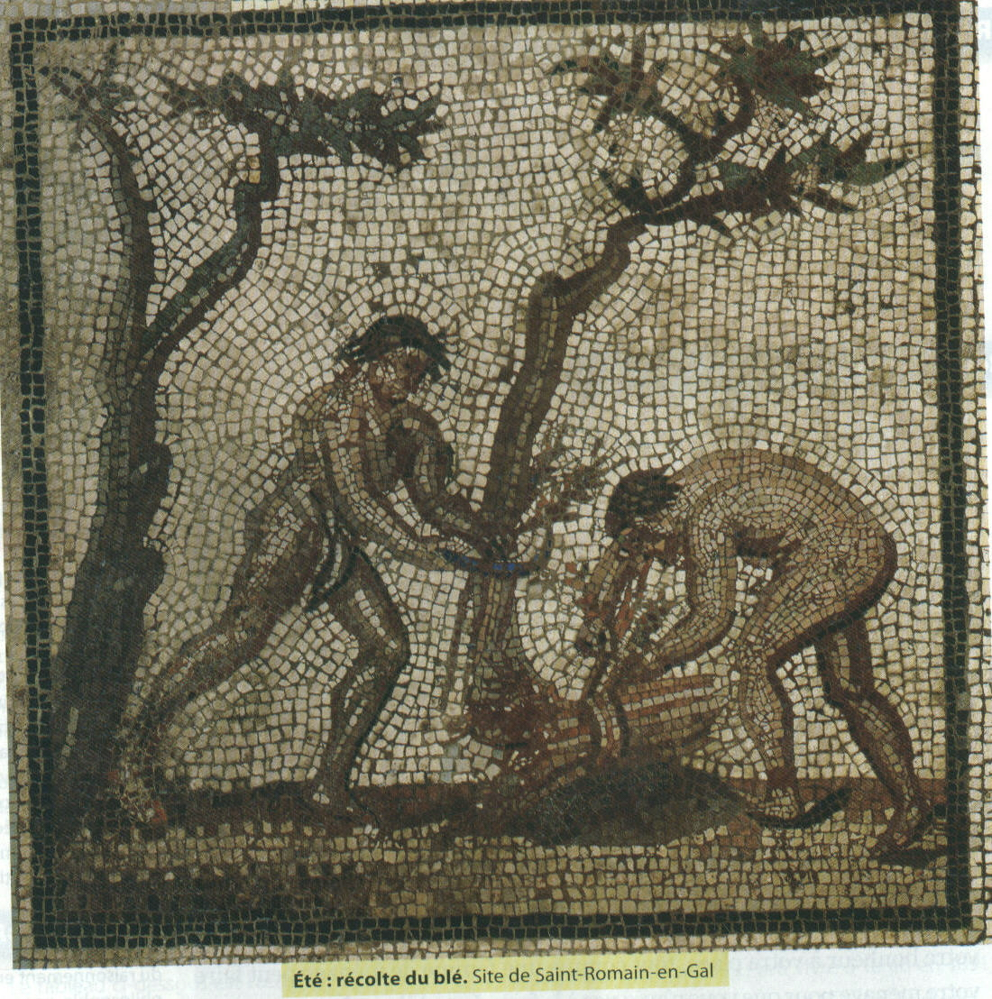 Été : récolte du blé. Site de Saint-Romain-en-Gal